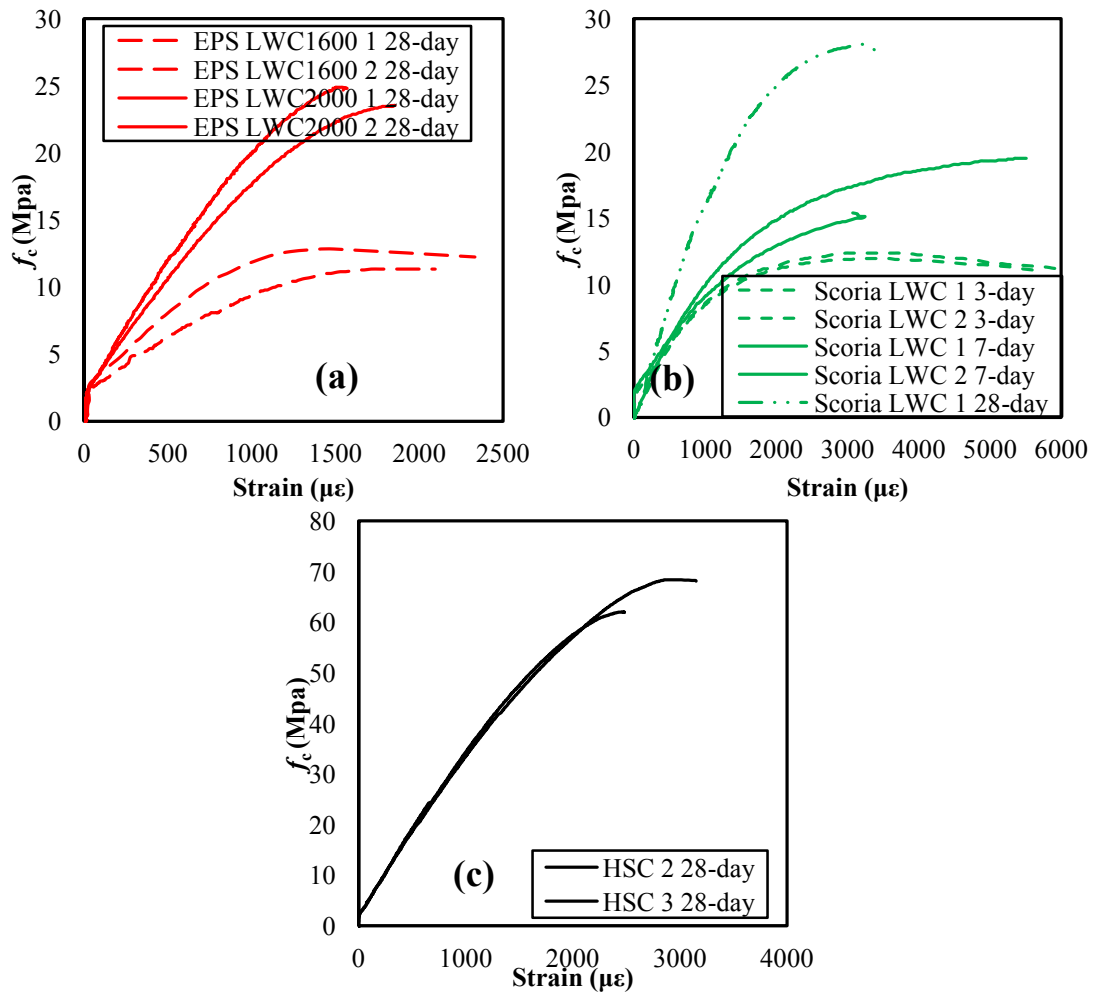 30
25
20
15
10
5
0
f_c (Mpa)
EPS LWC1600 1 28-day
EPS LWC1600 2 28-day
EPS LWC2000 1 28-day
EPS LWC2000 2 28-day
(a)
0 500 1000 1500 2000 2500
Strain (με)
30
25
20
15
10
5
0
f_c (Mpa)
(b)
Scoria LWC 1 3-day
Scoria LWC 2 3-day
Scoria LWC 1 7-day
Scoria LWC 2 7-day
Scoria LWC 1 28-day
0 1000 2000 3000 4000 5000 6000
Strain (με)
80
70
60
50
40
30
20
10
0
f_c (Mpa)
(c)
HSC 2 28-day
HSC 3 28-day
0 1000 2000 3000 4000
Strain (με)